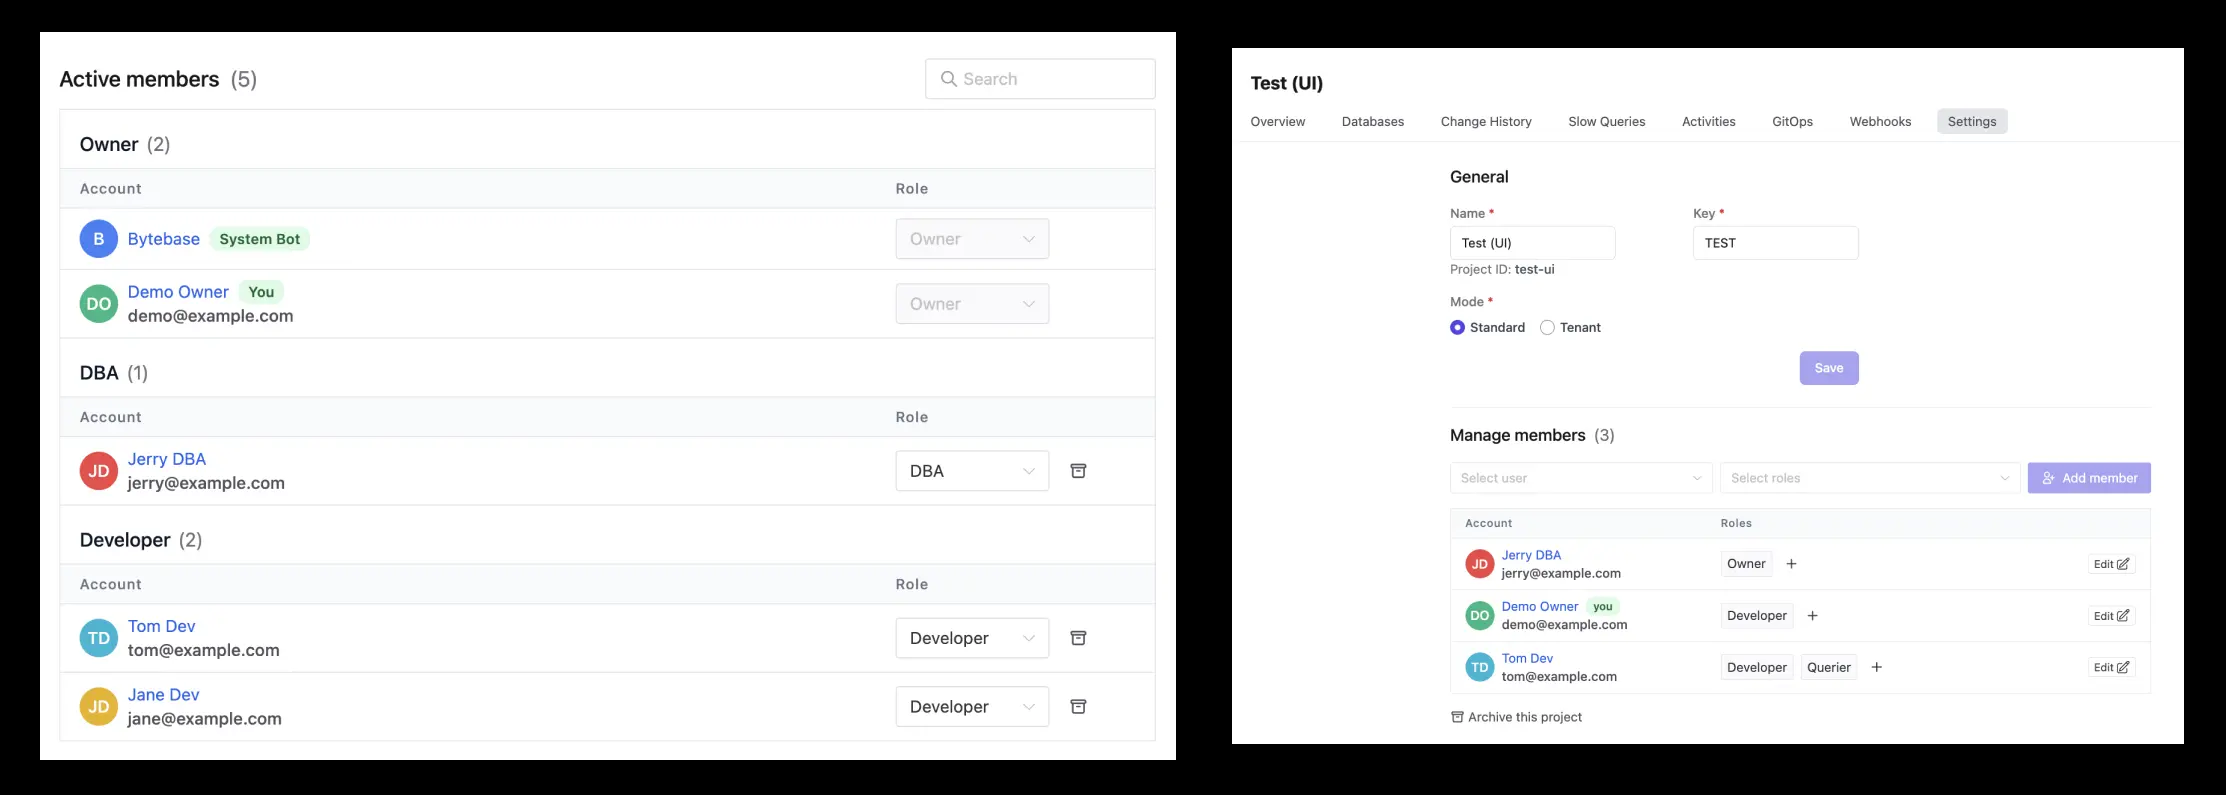 Active members (5)
Search
Owner (2)
Account Role
B Bytebase System Bot Owner
DO Demo Owner You Owner
demo@example.com
DBA (1)
Account Role
JD Jerry DBA DBA
jerry@example.com
Developer (2)
Account Role
TD Tom Dev Developer
tom@example.com
JD Jane Dev Developer
jane@example.com
Test (UI)
Overview Databases Change History Slow Queries Activities GitOps Webhooks Settings
General
Name * Key *
Test (UI) TEST
Project ID: test-ui
Mode *
Standard Tenant
Save
Manage members (3)
Select user Select roles Add member
Account Roles
JD Jerry DBA Owner + Edit
jerry@example.com
DO Demo Owner you Developer + Edit
demo@example.com
TD Tom Dev Developer Querier + Edit
tom@example.com
Archive this project